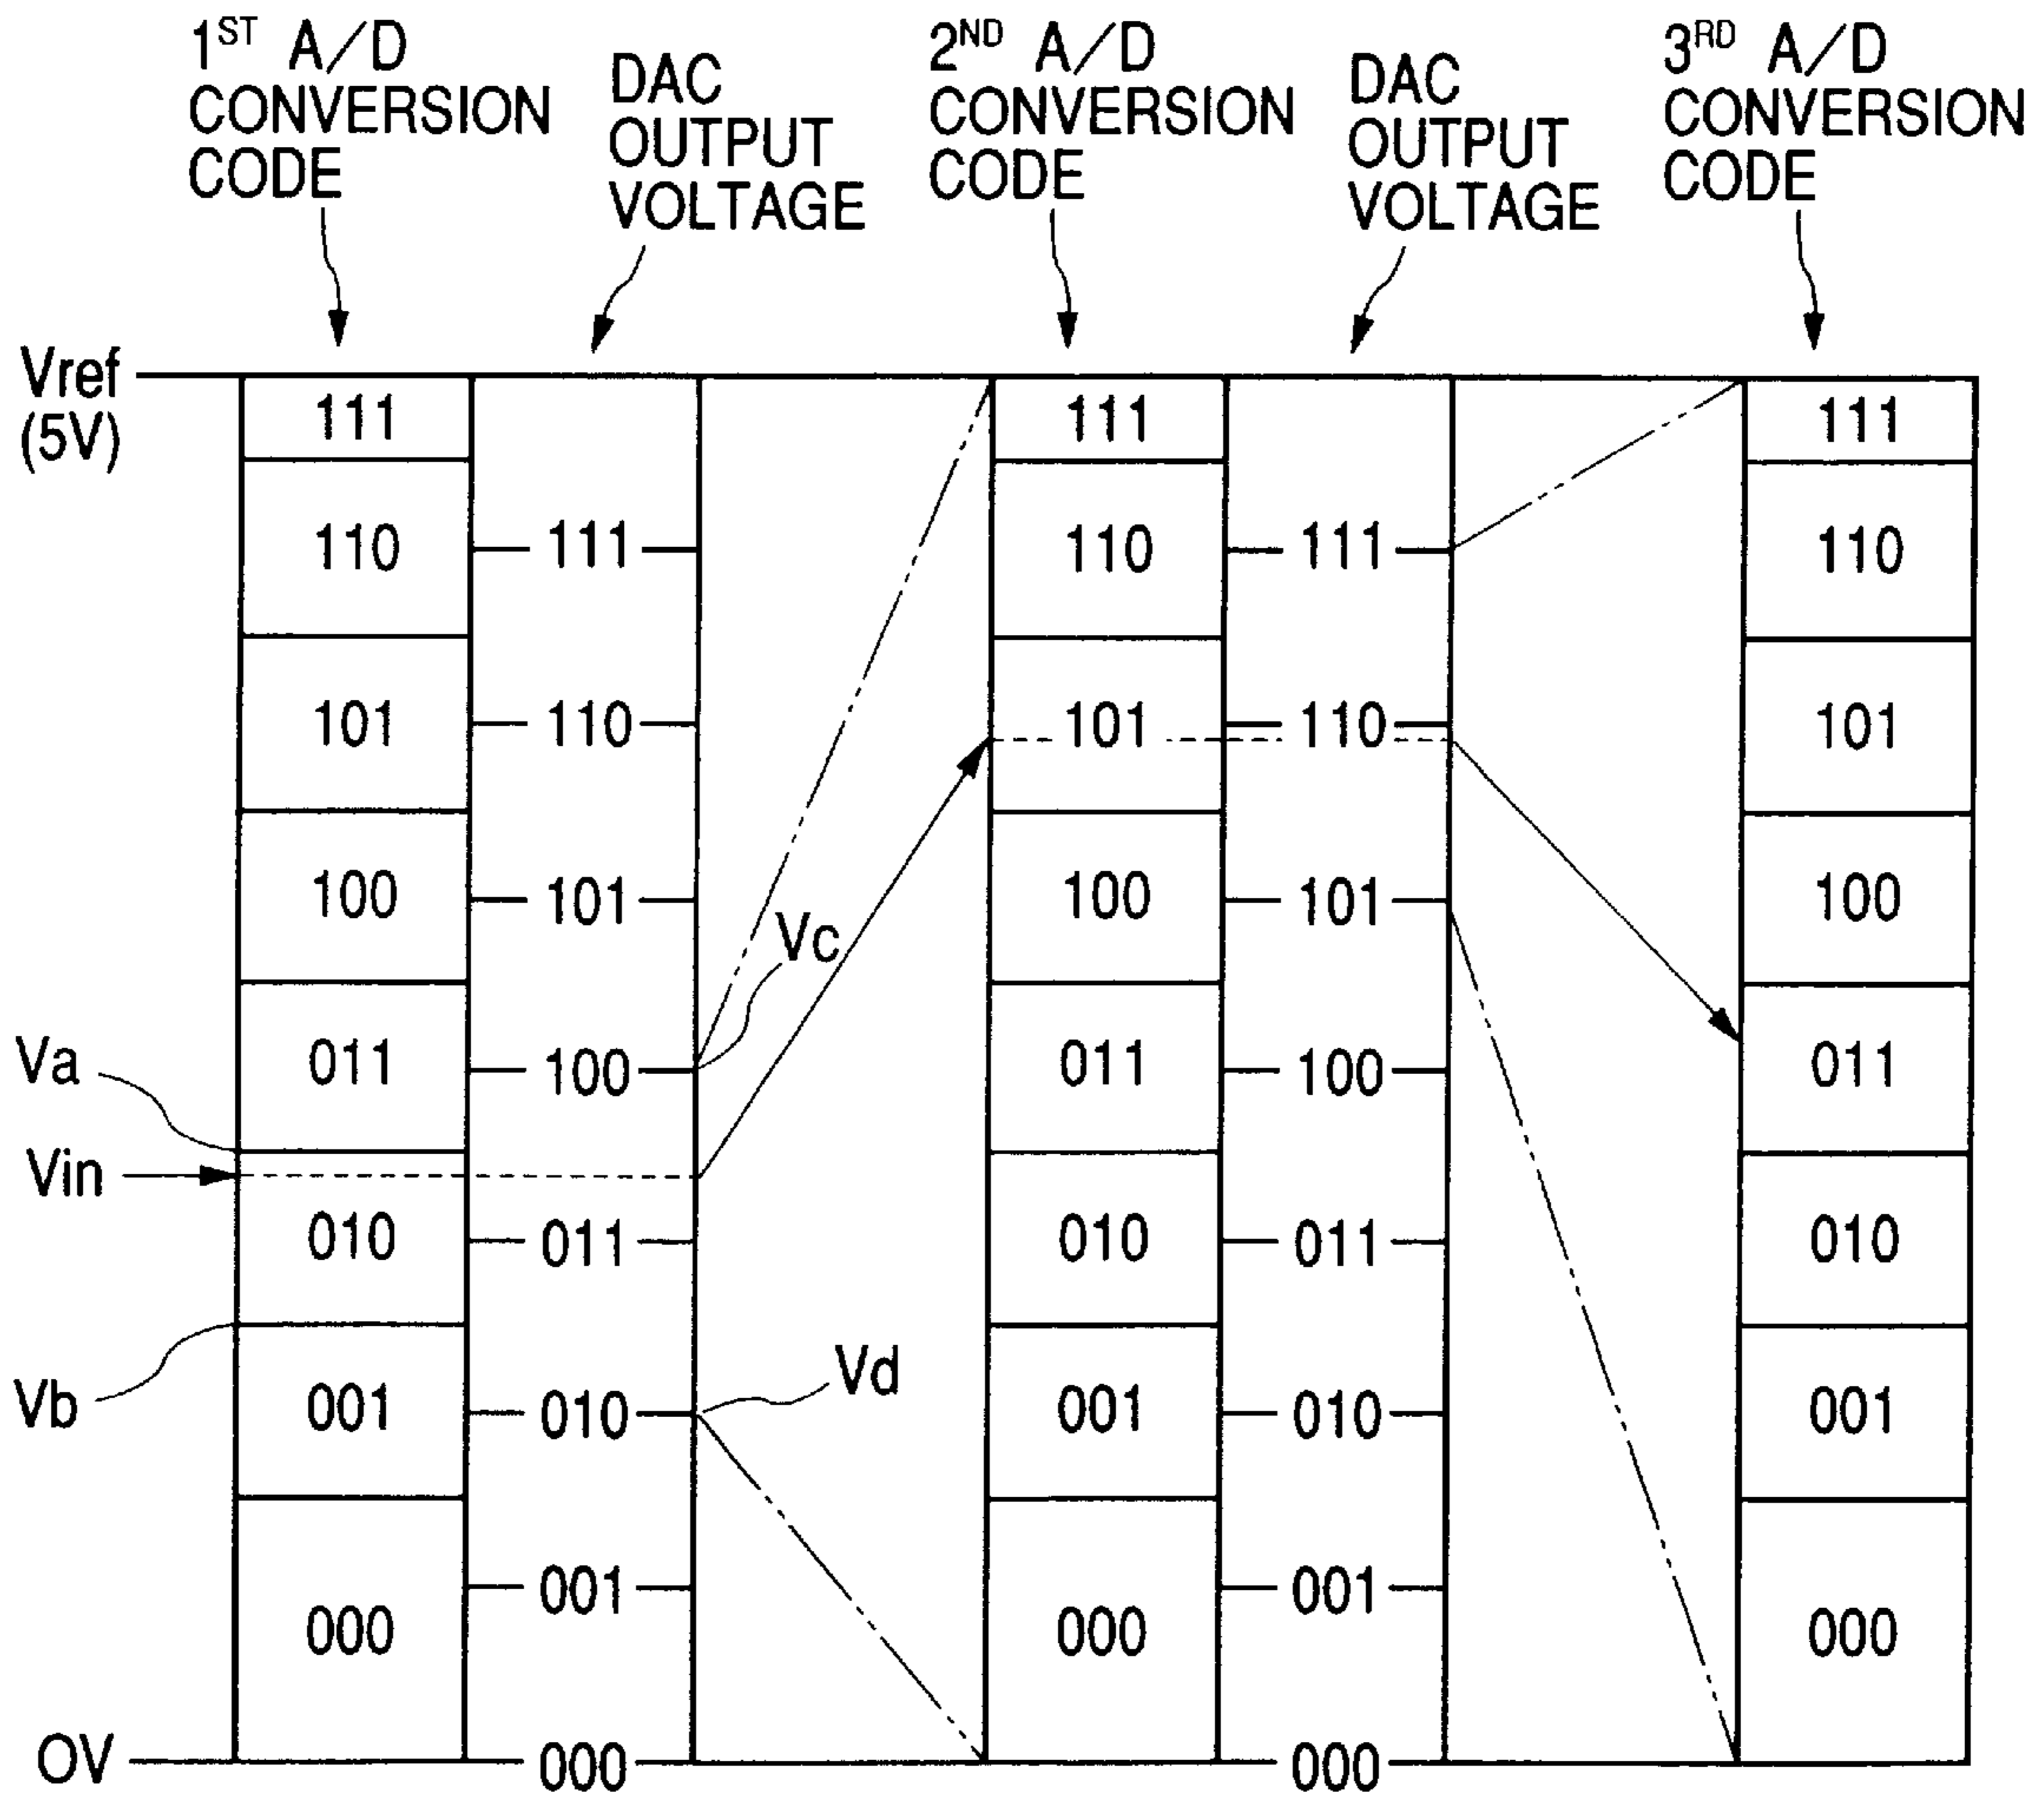 1ST A/D CONVERSION CODE
DAC OUTPUT VOLTAGE
2ND A/D CONVERSION CODE
DAC OUTPUT VOLTAGE
3RD A/D CONVERSION CODE
Vref (5V)
111 111 111
110 111 110 111 110
101 110 101 110 101
100 101 100 101 100
Vc
Va
011 100 011 100 011
Vin
010 011 010 011 010
Vd
Vb
001 010 001 010 001
000 001 000 001 000
OV
000 000